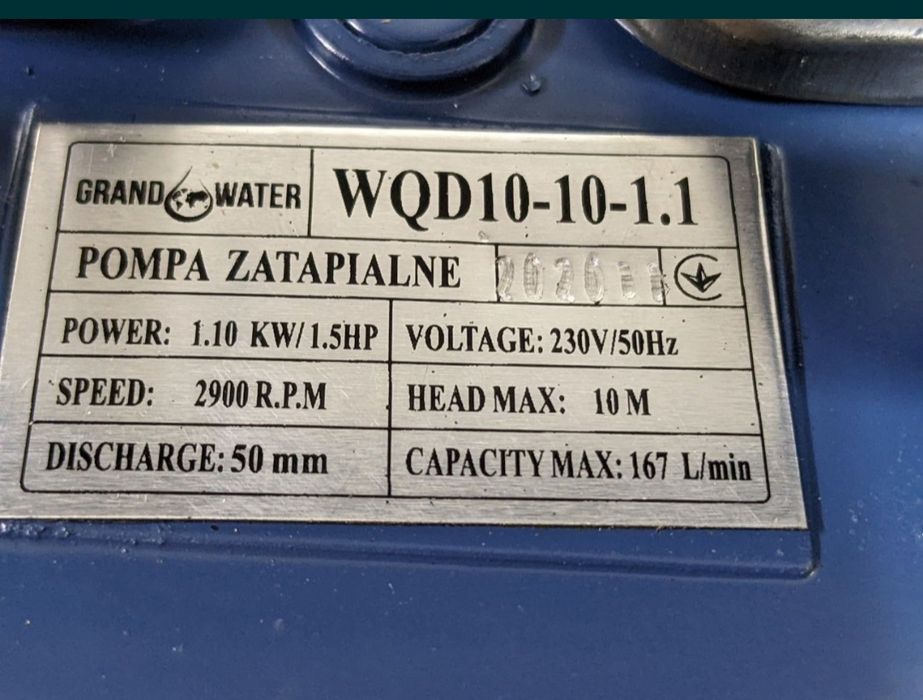 GRAND WATER
WQD10-10-1.1
POMPA ZATAPIALNE
202011
POWER: 1.10 KW/1.5HP
VOLTAGE: 230V/50Hz
SPEED: 2900 R.P.M
HEAD MAX: 10 M
DISCHARGE: 50 mm
CAPACITY MAX: 167 L/min